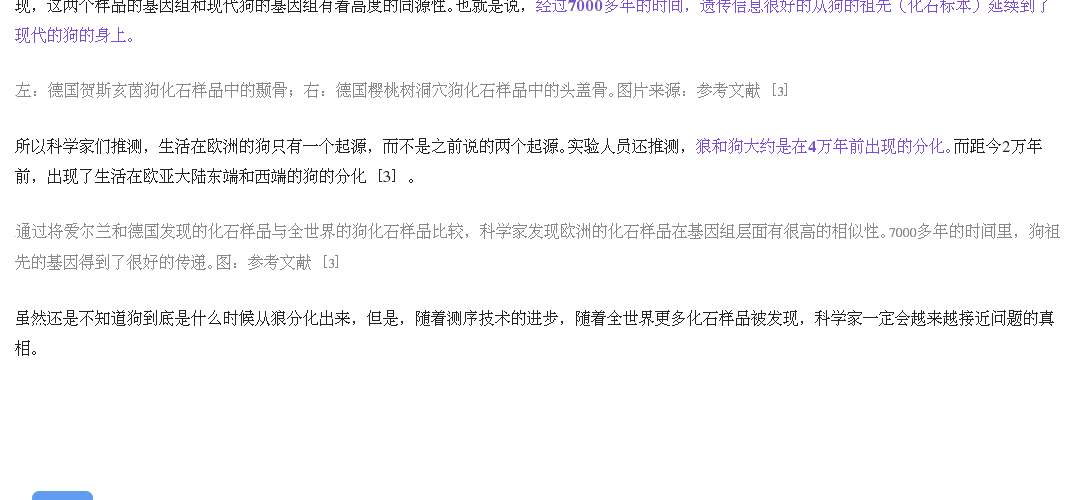 现，这两个样品的基因组和现代狗的基因组有着高度的同源性。也就是说，经过7000多年的时间，遗传信息很好的从狗的祖先（化石标本）延续到了
现代的狗的身上。
左：德国贺斯亥茵狗化石样品中的颞骨；右：德国樱桃树洞穴狗化石样品中的头盖骨。图片来源：参考文献［3］
所以科学家们推测，生活在欧洲的狗只有一个起源，而不是之前说的两个起源。实验人员还推测，狼和狗大约是在4万年前出现的分化。而距今2万年
前，出现了生活在欧亚大陆东端和西端的狗的分化［3］。
通过将爱尔兰和德国发现的化石样品与全世界的狗化石样品比较，科学家发现欧洲的化石样品在基因组层面有很高的相似性。7000多年的时间里，狗祖
先的基因得到了很好的传递。图：参考文献［3］
虽然还是不知道狗到底是什么时候从狼分化出来，但是，随着测序技术的进步，随着全世界更多化石样品被发现，科学家一定会越来越接近问题的真
相。